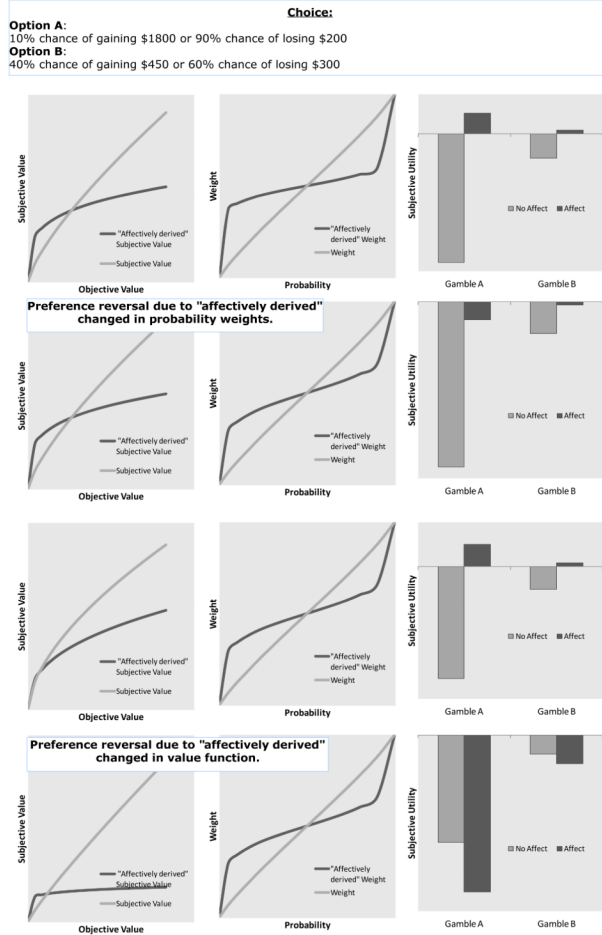 Choice:
Option A:
10% chance of gaining $1800 or 90% chance of losing $200
Option B:
40% chance of gaining $450 or 60% chance of losing $300
Subjective Value
"Affectively derived"
Subjective Value
Subjective Value
Objective Value
Weight
"Affectively
derived" Weight
Weight
Probability
Subjective Utility
No Affect Affect
Gamble A Gamble B
Preference reversal due to "affectively derived"
changed in probability weights.
Subjective Value
"Affectively derived"
Subjective Value
Subjective Value
Objective Value
Weight
"Affectively
derived" Weight
Weight
Probability
Subjective Utility
No Affect Affect
Gamble A Gamble B
Subjective Value
"Affectively derived"
Subjective Value
Subjective Value
Objective Value
Weight
"Affectively
derived" Weight
Weight
Probability
Subjective Utility
No Affect Affect
Gamble A Gamble B
Preference reversal due to "affectively derived"
changed in value function.
Subjective Value
"Affectively derived"
Subjective Value
Subjective Value
Objective Value
Weight
"Affectively
derived" Weight
Weight
Probability
Subjective Utility
No Affect Affect
Gamble A Gamble B